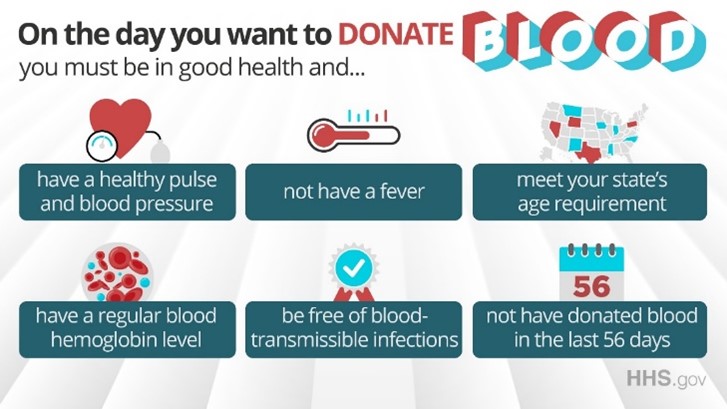 On the day you want to DONATE BLOOD
you must be in good health and...
have a healthy pulse
and blood pressure
not have a fever
meet your state's
age requirement
have a regular blood
hemoglobin level
be free of blood-
transmissible infections
56
not have donated blood
in the last 56 days
HHS.gov